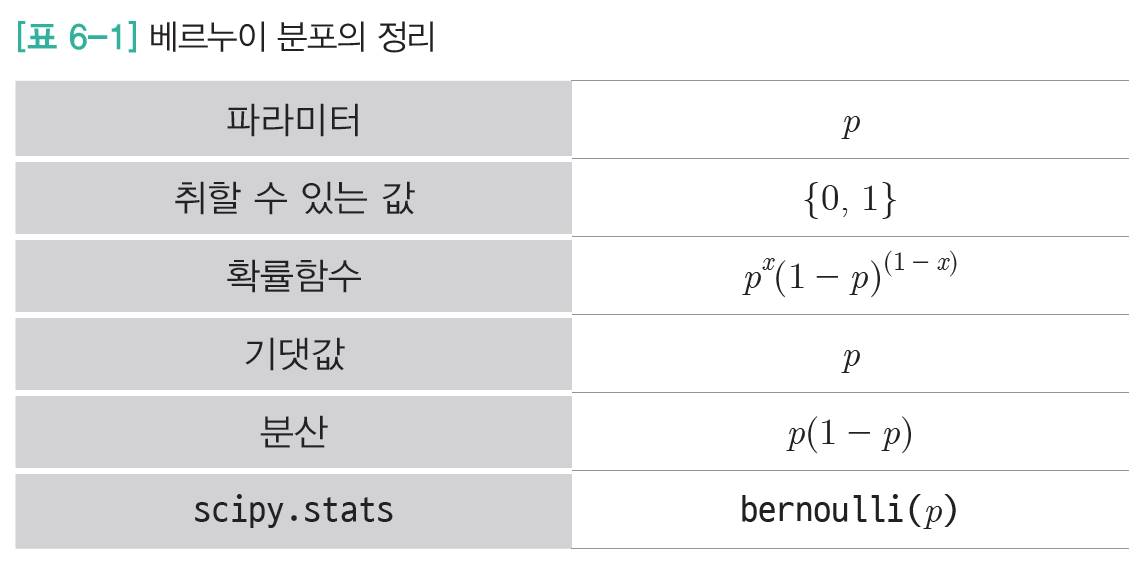 [표 6-1] 베르누이 분포의 정리
파라미터 p
취할 수 있는 값 {0, 1}
확률함수 p^x(1 - p)^(1 - x)
기댓값 p
분산 p(1 - p)
scipy.stats bernoulli(p)